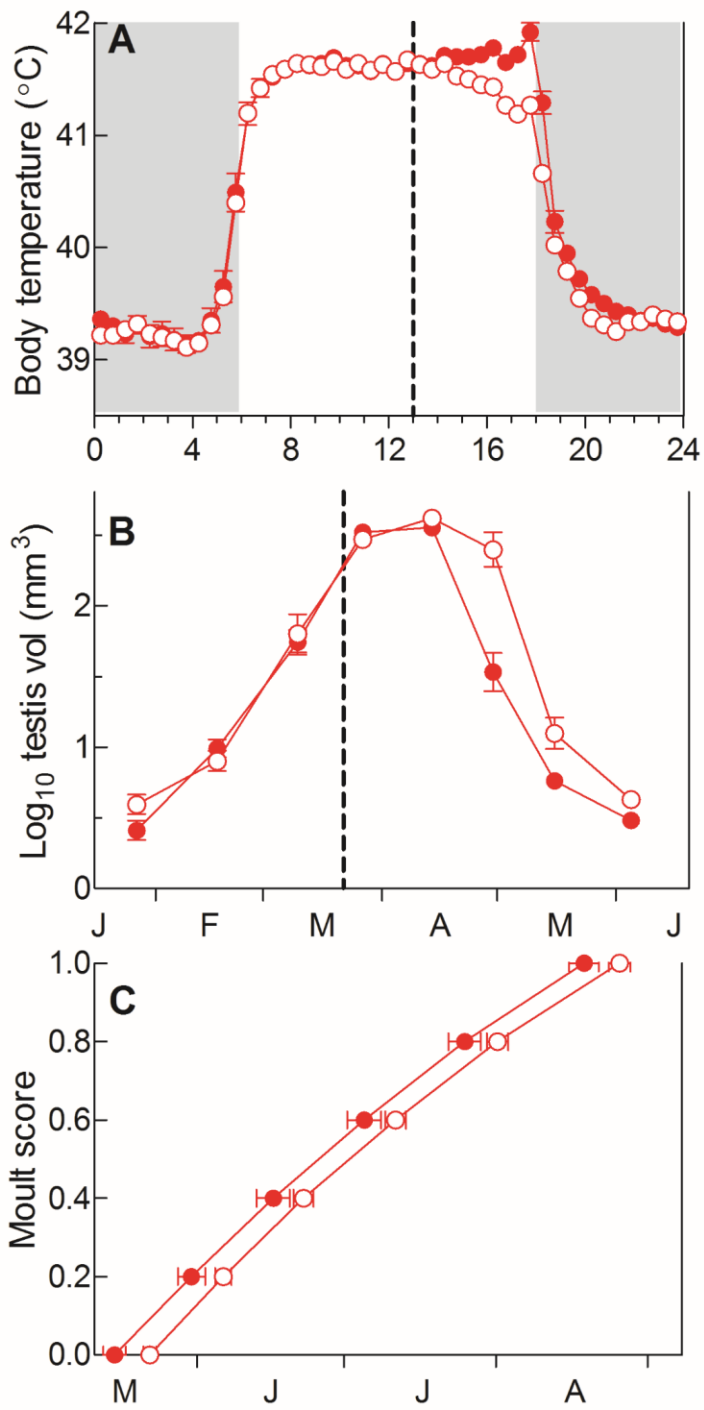 A
Body temperature (°C)
42
41
40
39
0 4 8 12 16 20 24
B
Log10 testis vol (mm3)
2
1
0
J F M A M J
C
Moult score
1.0
0.8
0.6
0.4
0.2
0.0
M J J A